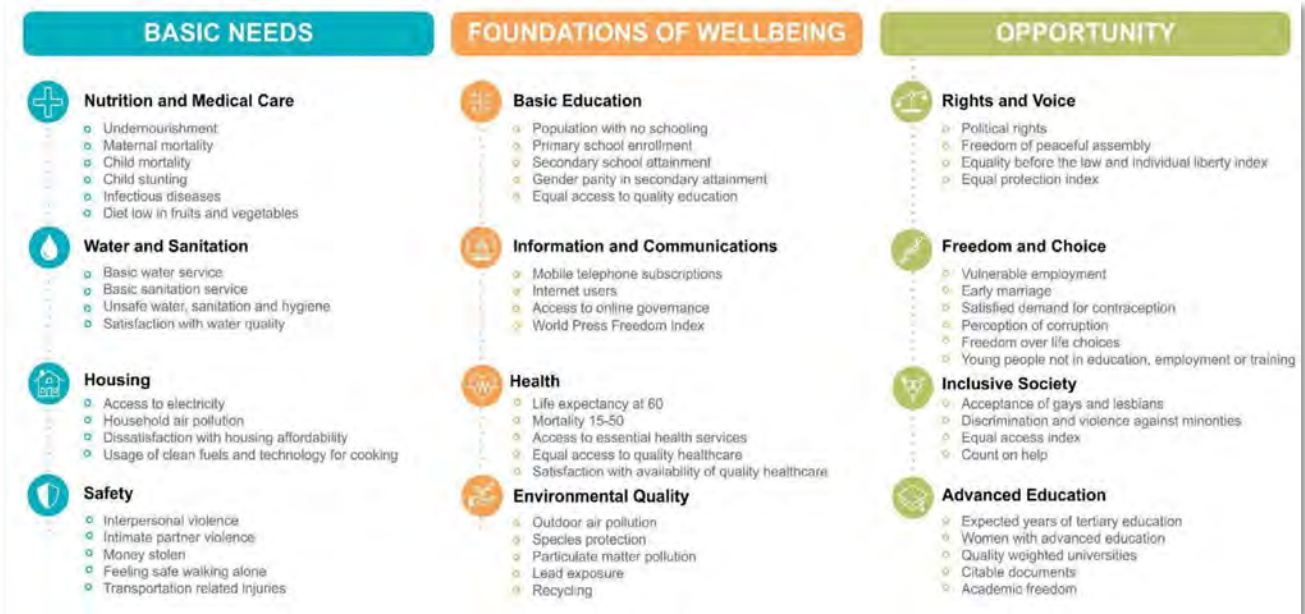 BASIC NEEDS
Nutrition and Medical Care
Undernourishment
Maternal mortality
Child mortality
Child stunting
Infectious diseases
Diet low in fruits and vegetables
Water and Sanitation
Basic water service
Basic sanitation service
Unsafe water, sanitation and hygiene
Satisfaction with water quality
Housing
Access to electricity
Household air pollution
Dissatisfaction with housing affordability
Usage of clean fuels and technology for cooking
Safety
Interpersonal violence
Intimate partner violence
Money stolen
Feeling safe walking alone
Transportation related injuries
FOUNDATIONS OF WELLBEING
Basic Education
Population with no schooling
Primary school enrollment
Secondary school attainment
Gender parity in secondary attainment
Equal access to quality education
Information and Communications
Mobile telephone subscriptions
Internet users
Access to online governance
World Press Freedom Index
Health
Life expectancy at 60
Mortality 15-50
Access to essential health services
Equal access to quality healthcare
Satisfaction with availability of quality healthcare
Environmental Quality
Outdoor air pollution
Species protection
Particulate matter pollution
Lead exposure
Recycling
OPPORTUNITY
Rights and Voice
Political rights
Freedom of peaceful assembly
Equality before the law and individual liberty index
Equal protection index
Freedom and Choice
Vulnerable employment
Early marriage
Satisfied demand for contraception
Perception of corruption
Freedom over life choices
Young people not in education, employment or training
Inclusive Society
Acceptance of gays and lesbians
Discrimination and violence against minorities
Equal access index
Count on help
Advanced Education
Expected years of tertiary education
Women with advanced education
Quality weighted universities
Citable documents
Academic freedom